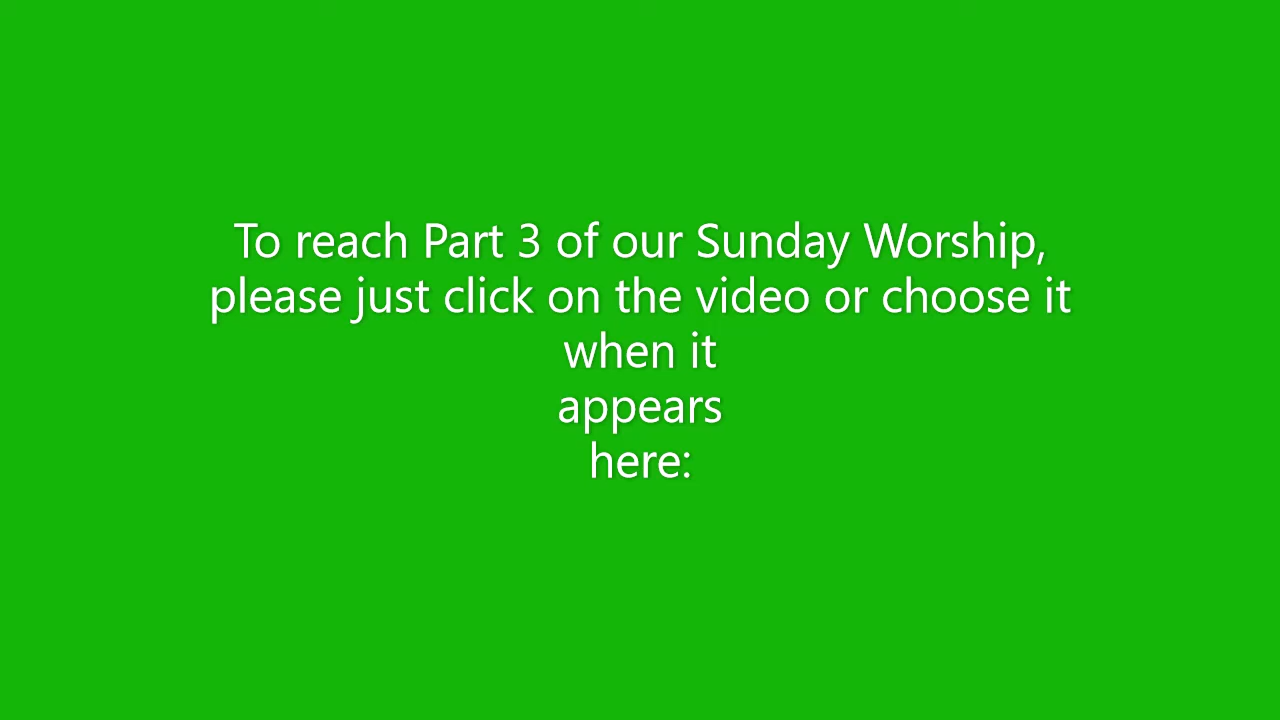 To reach Part 3 of our Sunday Worship,
please just click on the video or choose it
when it
appears
here: